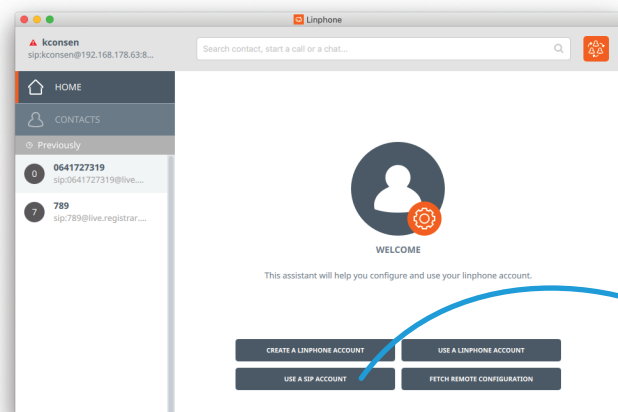 Linphone
kconsen
sip:kconsen@192.168.178.63:8...
Search contact, start a call or a chat...
HOME
CONTACTS
Previously
0
0641727319
sip:0641727319@live....
7
789
sip:789@live.registrar....
WELCOME
This assistant will help you configure and use your linphone account.
CREATE A LINPHONE ACCOUNT
USE A LINPHONE ACCOUNT
USE A SIP ACCOUNT
FETCH REMOTE CONFIGURATION